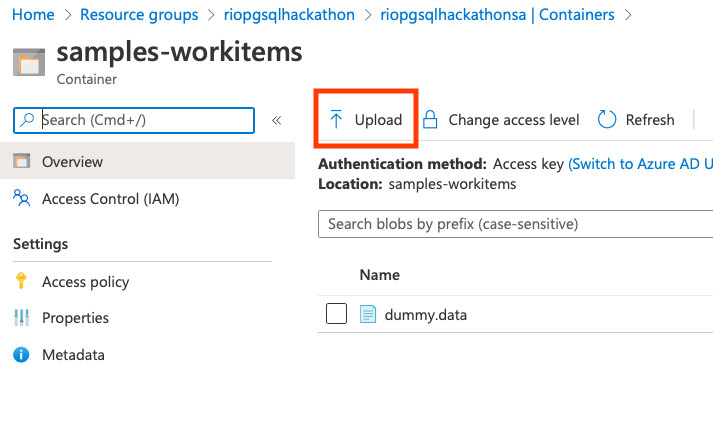 Home > Resource groups > riopgsqlhackathon > riopgsqlhackathonsa | Containers >
samples-workitems
Container
Search (Cmd+/)
«
Upload
Change access level
Refresh
Overview
Authentication method: Access key (Switch to Azure AD U
Access Control (IAM)
Location: samples-workitems
Search blobs by prefix (case-sensitive)
Settings
Name
Access policy
dummy.data
Properties
Metadata